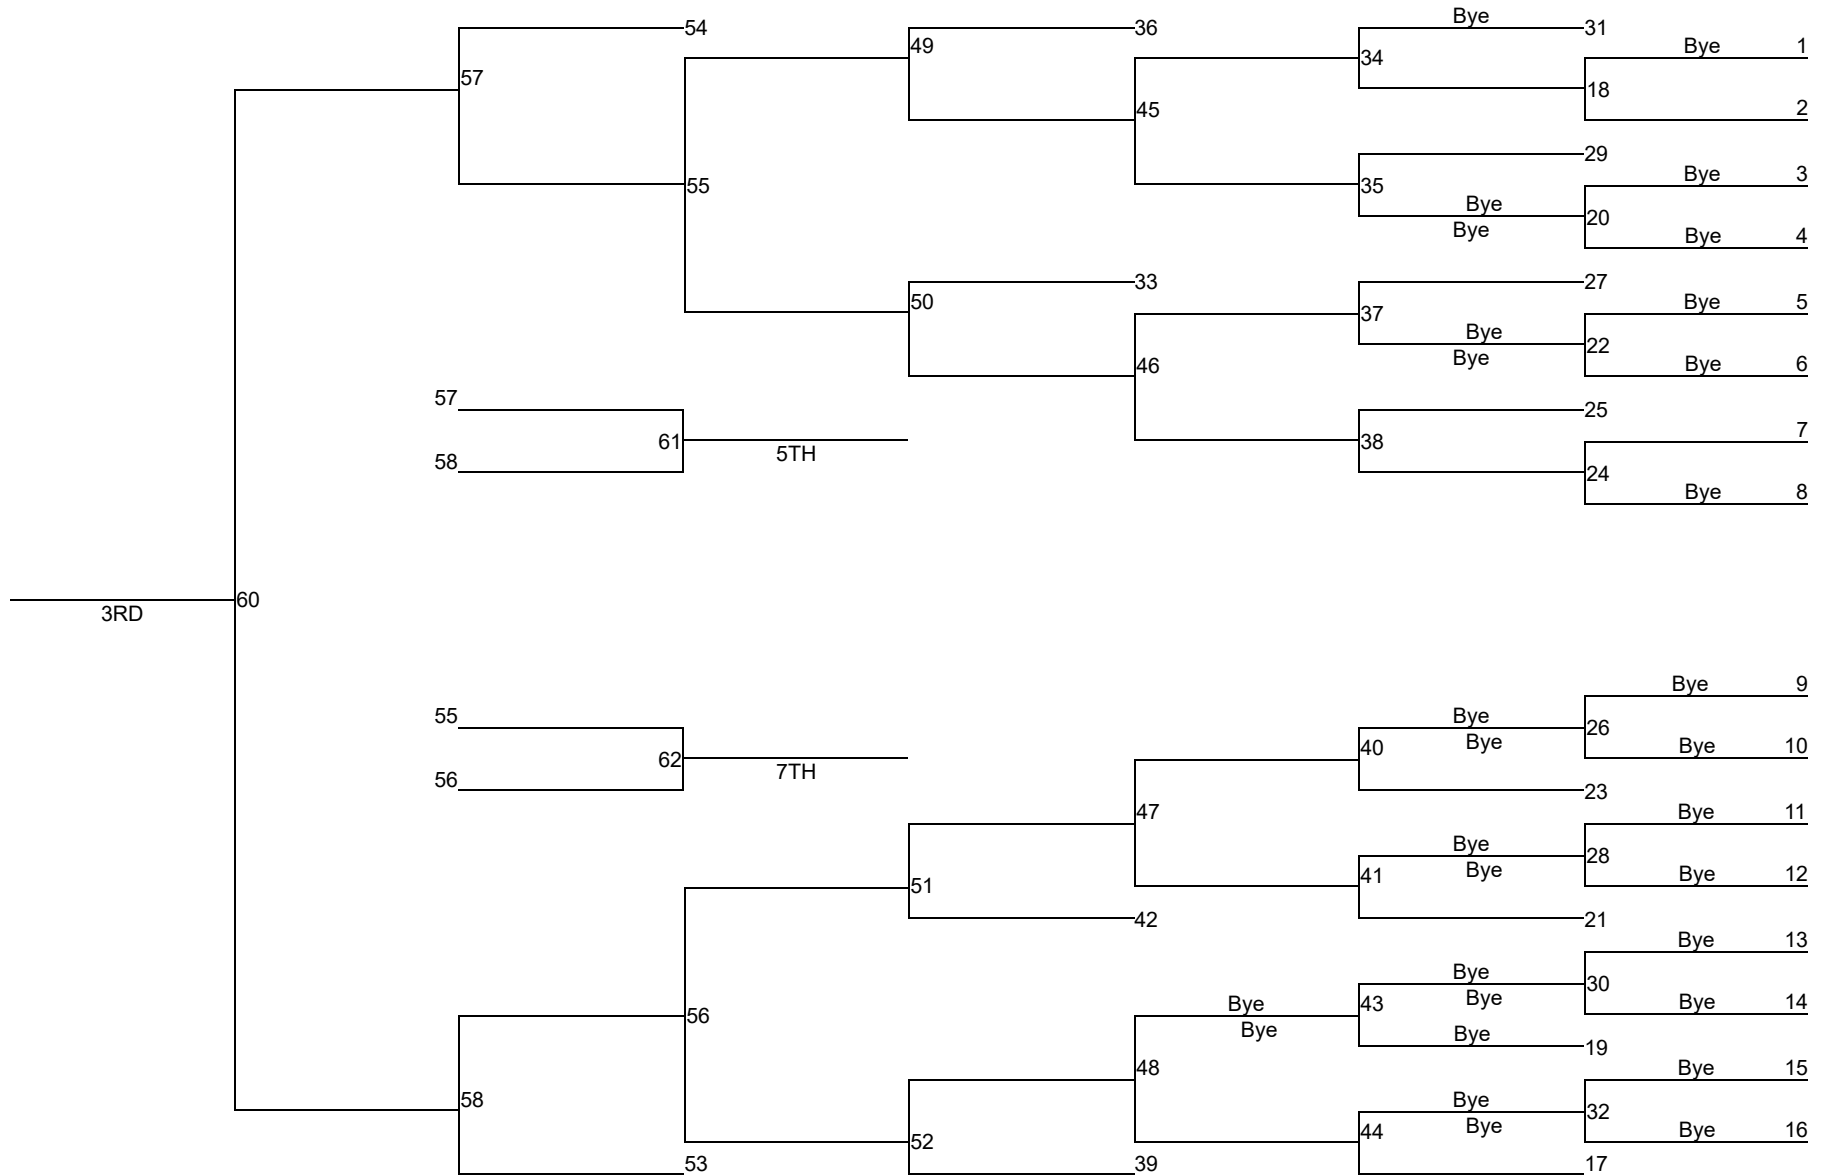 Bye
54 36 31
49 Bye 1
57 34
18
45 2
29
Bye 3
55 35
Bye 20
Bye Bye 4
33 27
50 Bye 5
37
Bye 22
Bye
46 Bye 6
57
25
7
61 38
58 5TH
24
Bye 8
60
3RD
Bye 9
55 Bye
26
40
Bye Bye 10
62
56 7TH
23
47 Bye 11
Bye
28
Bye
51 41 Bye 12
42 21
Bye 13
Bye
30
Bye
Bye 43 Bye 14
56
Bye Bye
19
48 Bye 15
58 Bye
32
Bye
52 44 Bye 16
53 39 17